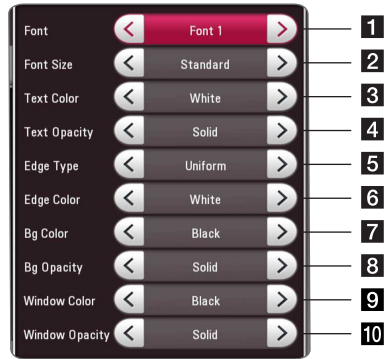 Font Font 1 1
Font Size Standard 2
Text Color White 3
Text Opacity Solid 4
Edge Type Uniform 5
Edge Color White 6
Bg Color Black 7
Bg Opacity Solid 8
Window Color Black 9
Window Opacity Solid 10